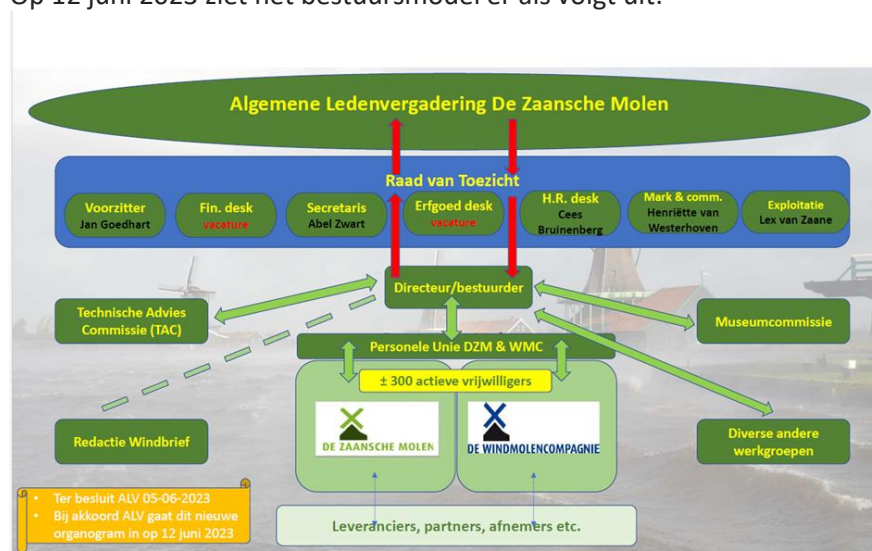 Op 12 juni 2023 ziet het bestuursmodel er als volgt uit:
Algemene Ledenvergadering De Zaansche Molen
Raad van Toezicht
Voorzitter
Jan Goedhart
Fin. desk
vacature
Secretaris
Abel Zwart
Erfgoed desk
vacature
H.R. desk
Cees
Bruinenberg
Mark & comm.
Henriëtte van
Westerhoven
Exploitatie
Lex van Zaane
Directeur/bestuurder
Technische Advies
Commissie (TAC)
Museumcommissie
Personele Unie DZM & WMC
± 300 actieve vrijwilligers
DE ZAANSCHE MOLEN
DE WINDMOLENCOMPAGNIE
Redactie Windbrief
Diverse andere
werkgroepen
• Ter besluit ALV 05-06-2023
• Bij akkoord ALV gaat dit nieuwe
organogram in op 12 juni 2023
Leveranciers, partners, afnemers etc.